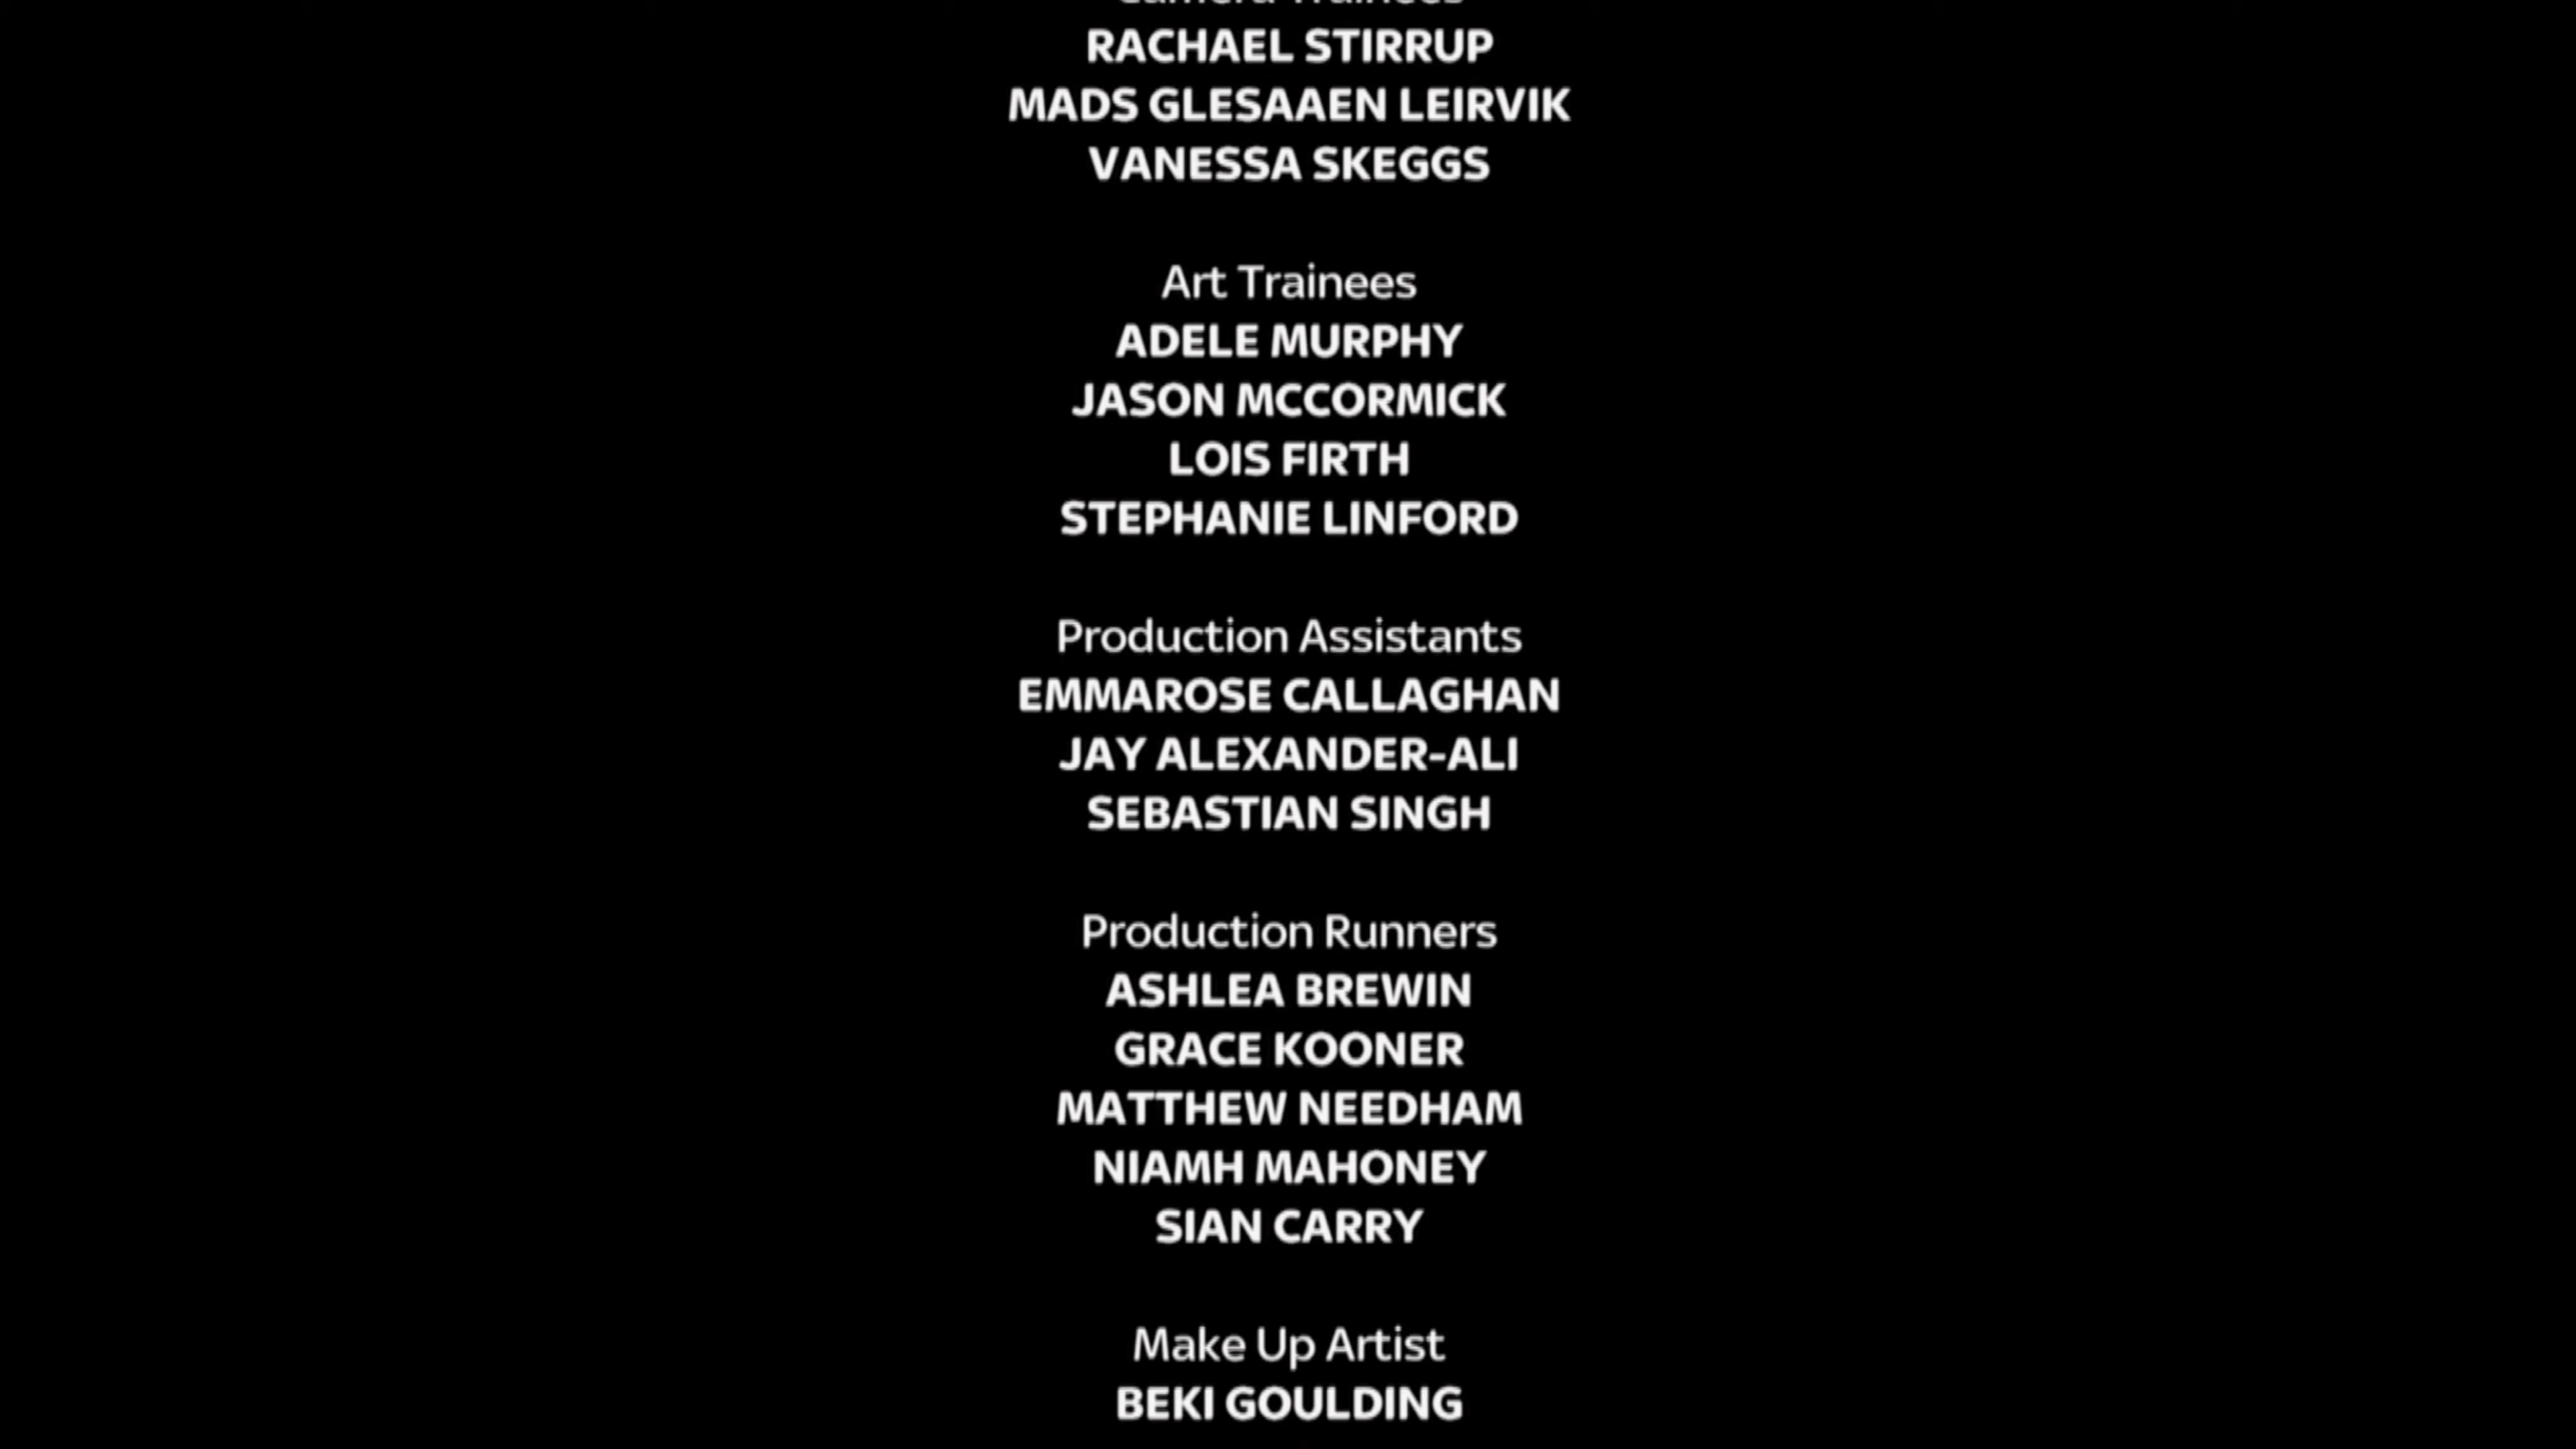 Camera Trainees
RACHAEL STIRRUP
MADS GLESAAEN LEIRVIK
VANESSA SKEGGS
Art Trainees
ADELE MURPHY
JASON MCCORMICK
LOIS FIRTH
STEPHANIE LINFORD
Production Assistants
EMMAROSE CALLAGHAN
JAY ALEXANDER-ALI
SEBASTIAN SINGH
Production Runners
ASHLEA BREWIN
GRACE KOONER
MATTHEW NEEDHAM
NIAMH MAHONEY
SIAN CARRY
Make Up Artist
BEKI GOULDING